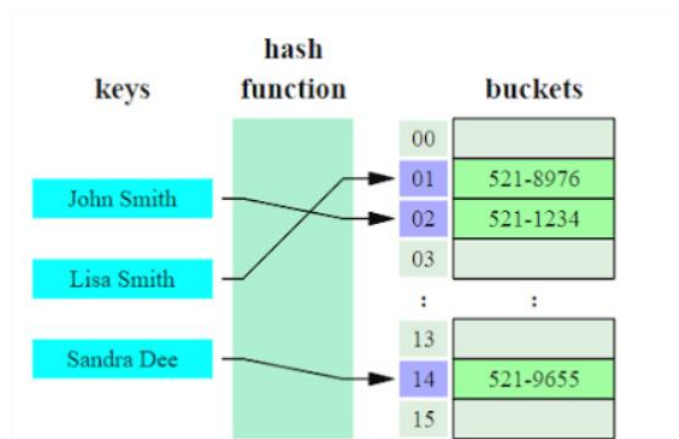 hash
keys function buckets
00
01 521-8976
John Smith 02 521-1234
Lisa Smith 03
: :
13
Sandra Dee 14 521-9655
15